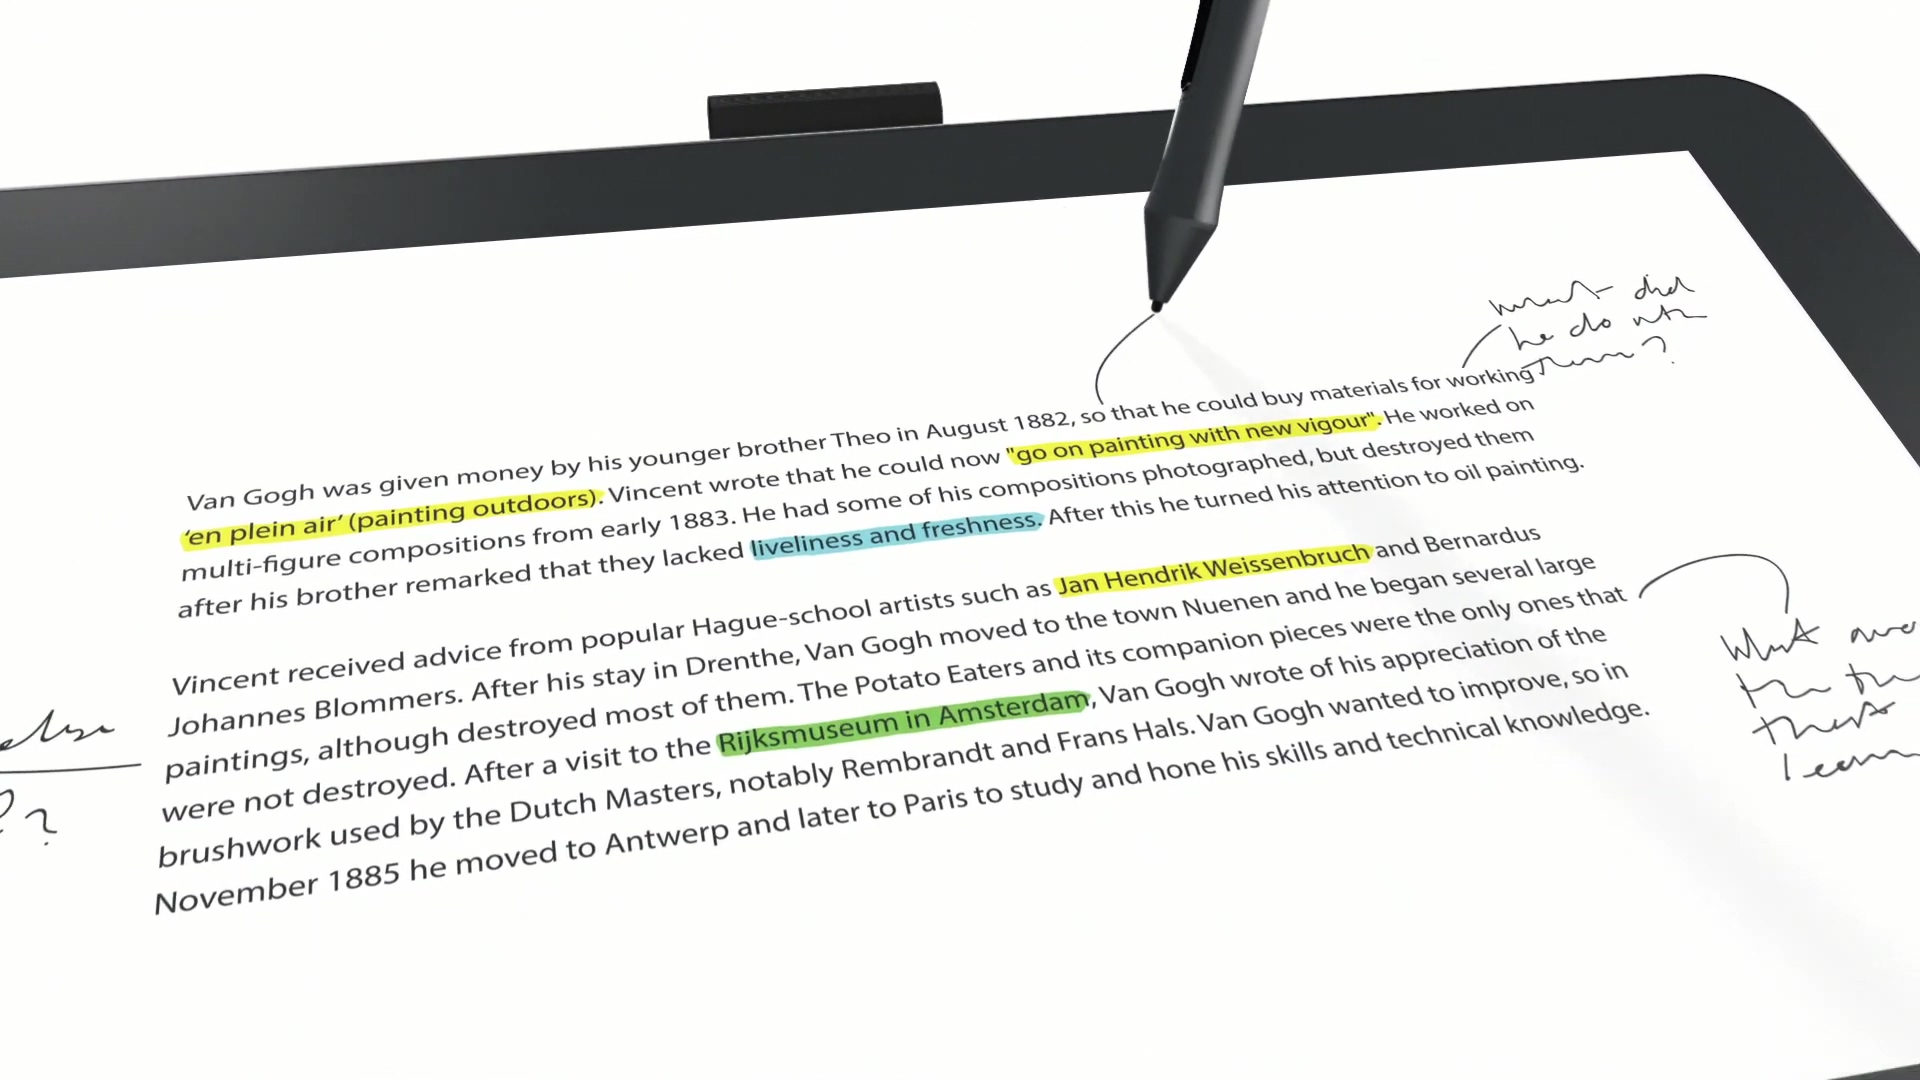 what did
he do with
them?
Van Gogh was given money by his younger brother Theo in August 1882, so that he could buy materials for working
‘en plein air’ (painting outdoors). Vincent wrote that he could now "go on painting with new vigour". He worked on
multi-figure compositions from early 1883. He had some of his compositions photographed, but destroyed them
after his brother remarked that they lacked liveliness and freshness. After this he turned his attention to oil painting.
Vincent received advice from popular Hague-school artists such as Jan Hendrik Weissenbruch and Bernardus
Johannes Blommers. After his stay in Drenthe, Van Gogh moved to the town Nuenen and he began several large
paintings, although destroyed most of them. The Potato Eaters and its companion pieces were the only ones that
were not destroyed. After a visit to the Rijksmuseum in Amsterdam, Van Gogh wrote of his appreciation of the
brushwork used by the Dutch Masters, notably Rembrandt and Frans Hals. Van Gogh wanted to improve, so in
November 1885 he moved to Antwerp and later to Paris to study and hone his skills and technical knowledge.
What
?